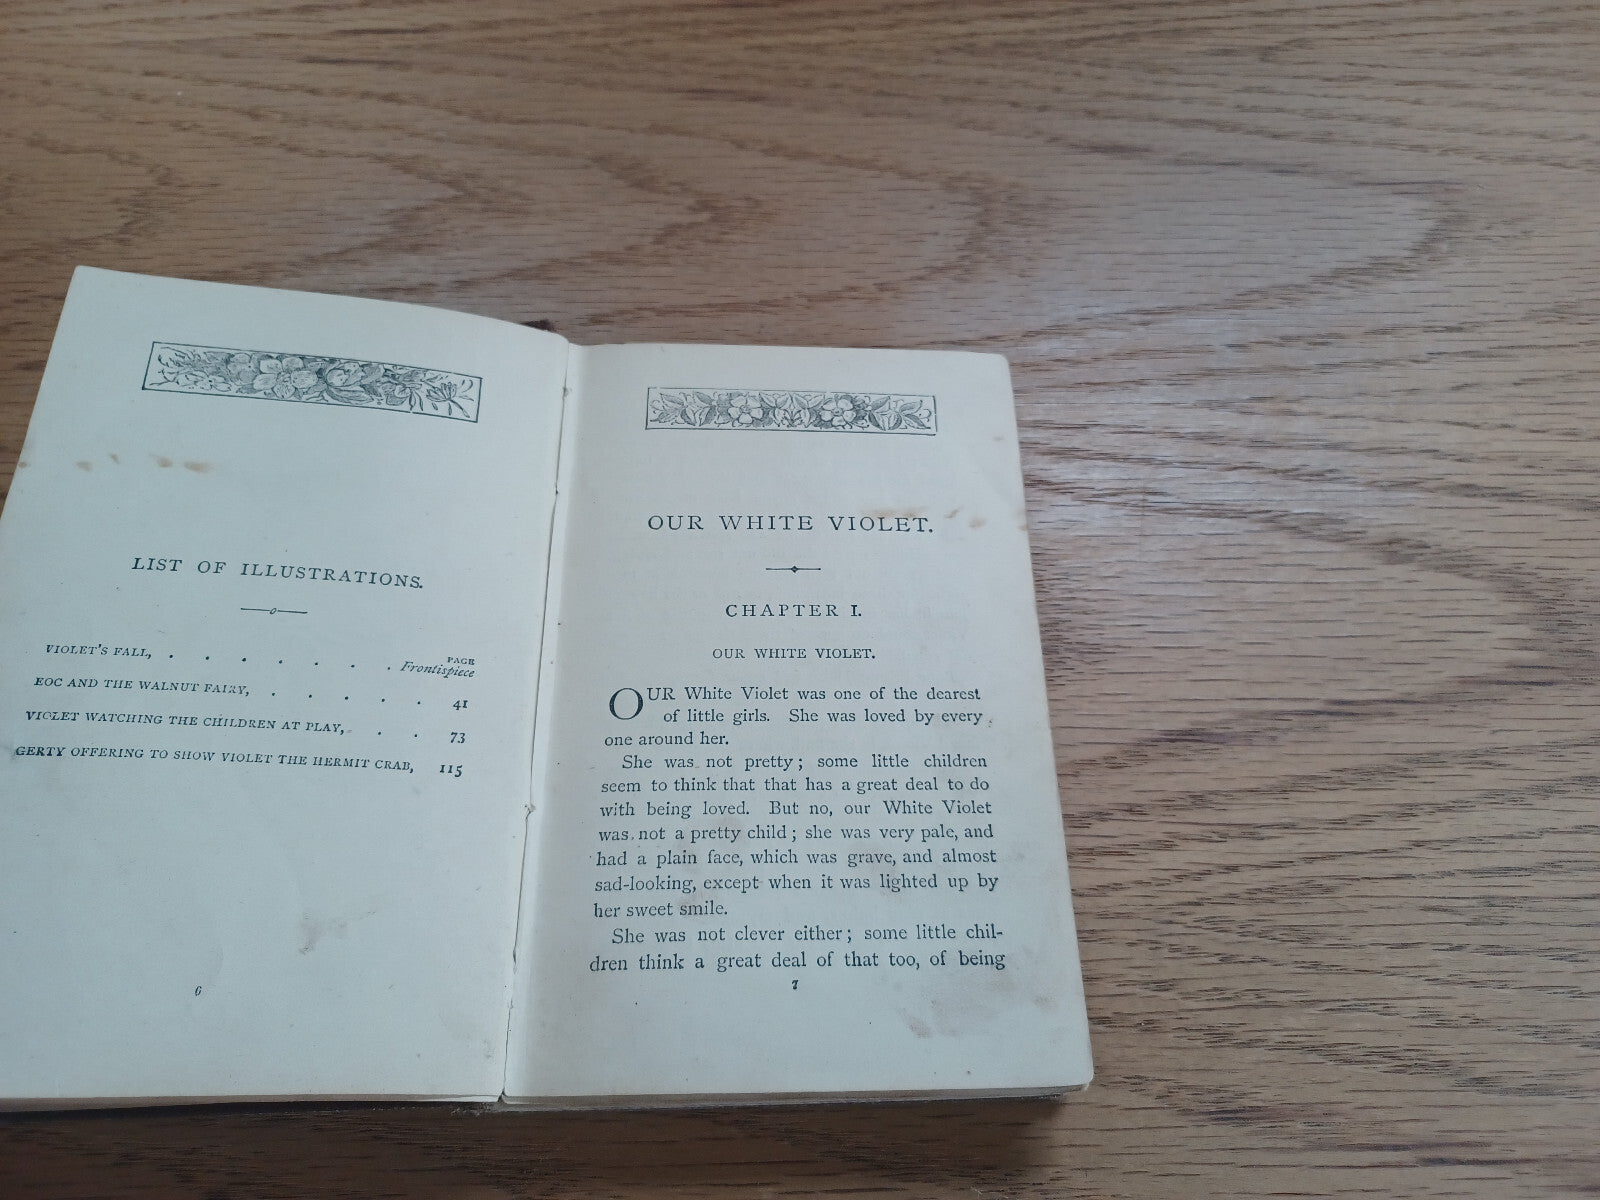 LIST OF ILLUSTRATIONS.
PAGE
VIOLET'S FALL, . . . . . . . Frontispiece
EOC AND THE WALNUT FAIRY, . . . . . 41
VIOLET WATCHING THE CHILDREN AT PLAY, . . 73
GERTY OFFERING TO SHOW VIOLET THE HERMIT CRAB, 115
6
OUR WHITE VIOLET.
CHAPTER I.
OUR WHITE VIOLET.
OUR White Violet was one of the dearest
of little girls. She was loved by every
one around her.
She was not pretty; some little children
seem to think that that has a great deal to do
with being loved. But no, our White Violet
was not a pretty child; she was very pale, and
had a plain face, which was grave, and almost
sad-looking, except when it was lighted up by
her sweet smile.
She was not clever either; some little chil-
dren think a great deal of that too, of being
7